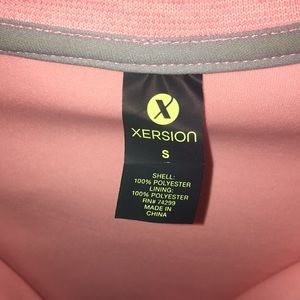 X
XERSION
S
SHELL:
100% POLYESTER
LINING:
100% POLYESTER
RN# 74299
MADE IN
CHINA